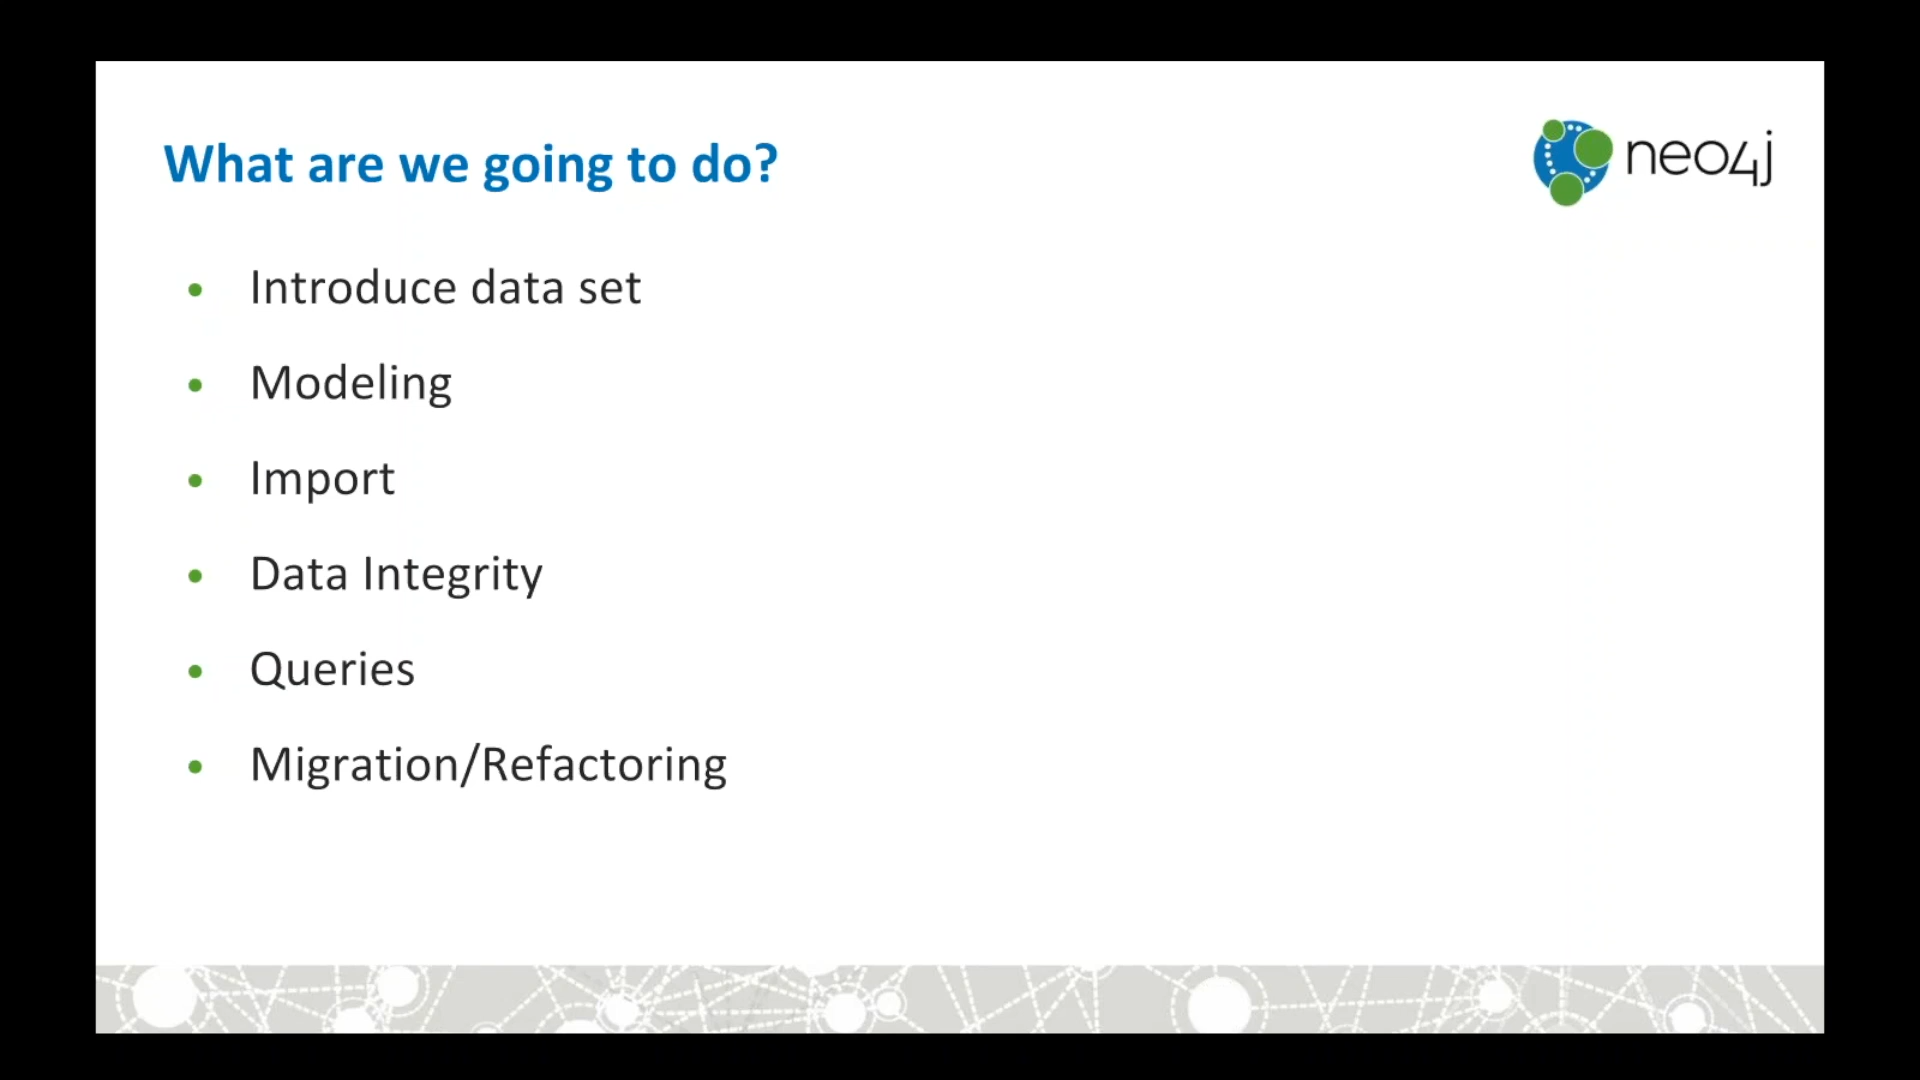 What are we going to do?
neo4j
• Introduce data set
• Modeling
• Import
• Data Integrity
• Queries
• Migration/Refactoring